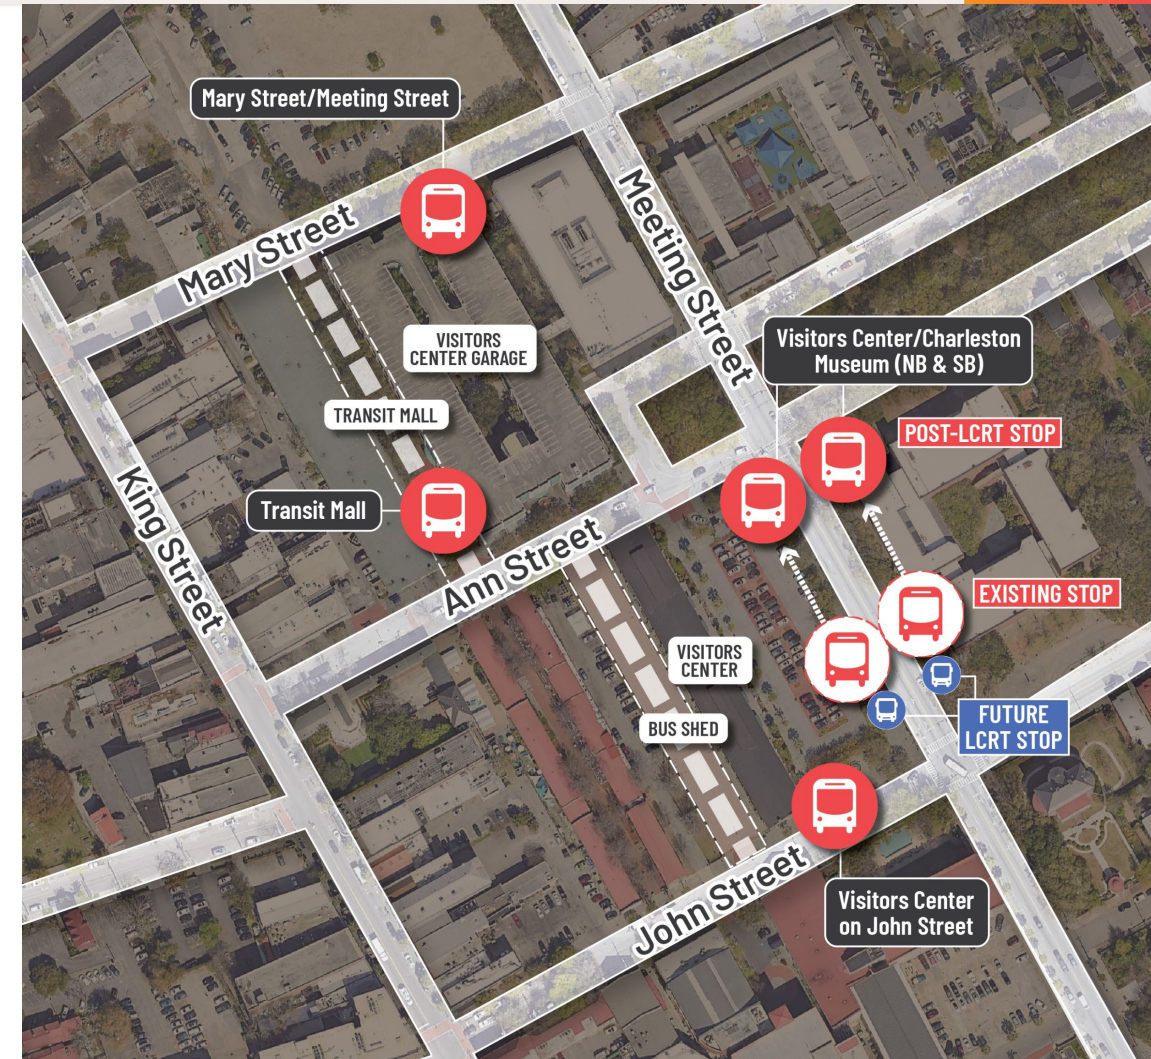 Mary Street/Meeting Street
Mary Street
Meeting Street
VISITORS
CENTER GARAGE
Visitors Center/Charleston
Museum (NB & SB)
TRANSIT MALL
POST-LCRT STOP
King Street
Transit Mall
Ann Street
EXISTING STOP
VISITORS
CENTER
BUS SHED
FUTURE
LCRT STOP
John Street
Visitors Center
on John Street